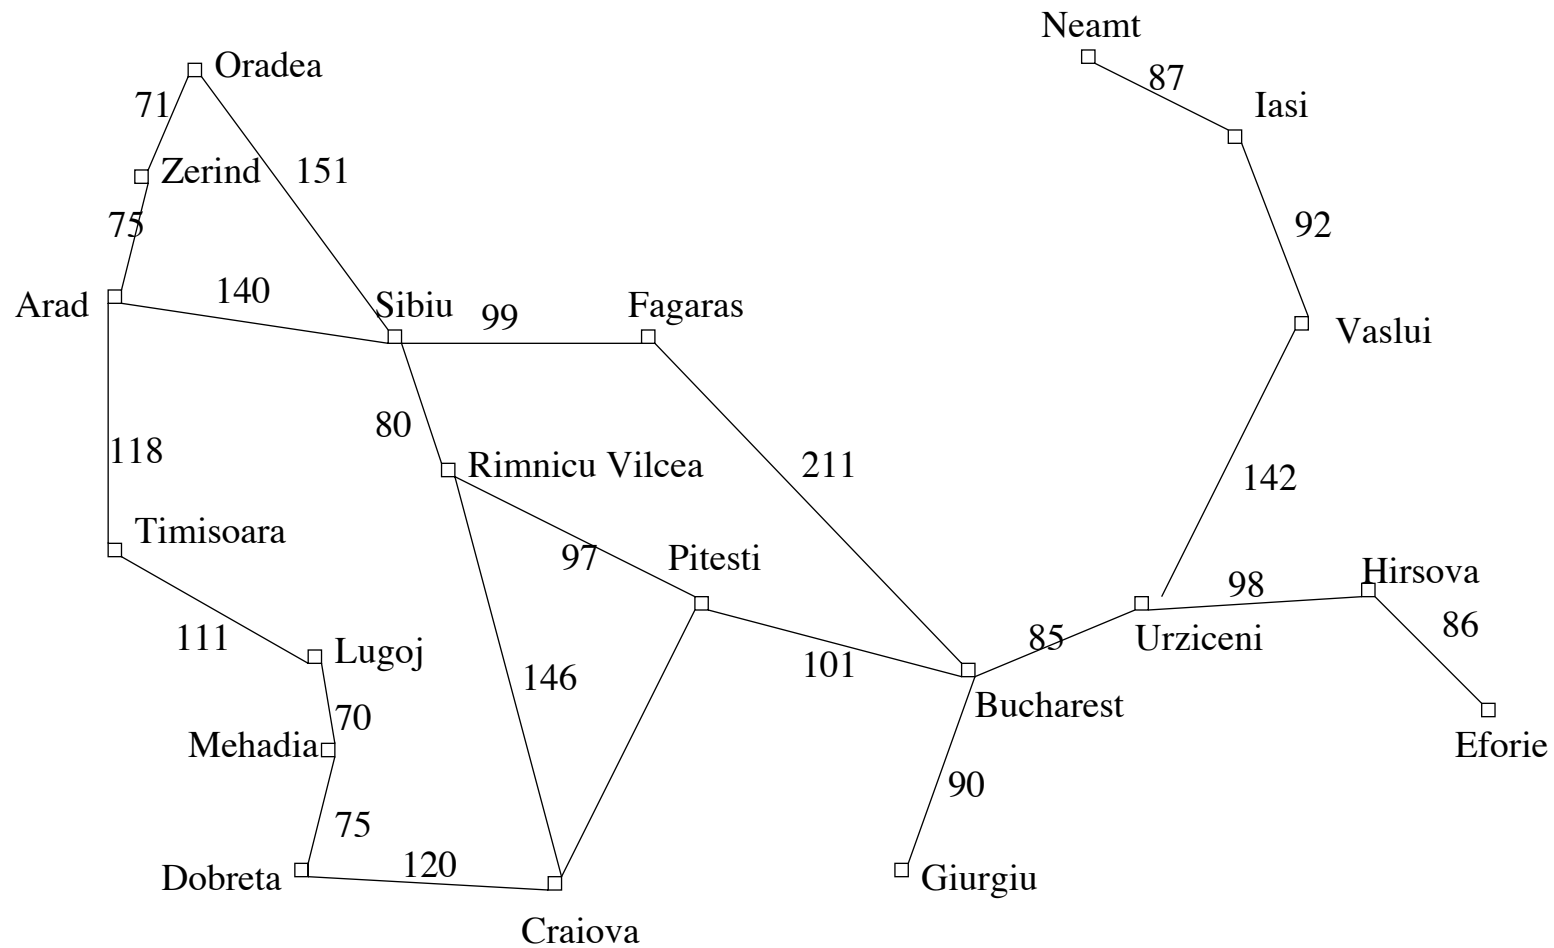 Neamt
Oradea
87
71
Iasi
Zerind
151
75
92
Arad
140
Sibiu
99
Fagaras
Vaslui
80
118
Rimnicu Vilcea
211
142
Timisoara
97
Pitesti
Hirsova
98
111
Lugoj
85
Urziceni
86
146
101
70
Bucharest
Mehadia
Eforie
90
75
120
Dobreta
Giurgiu
Craiova